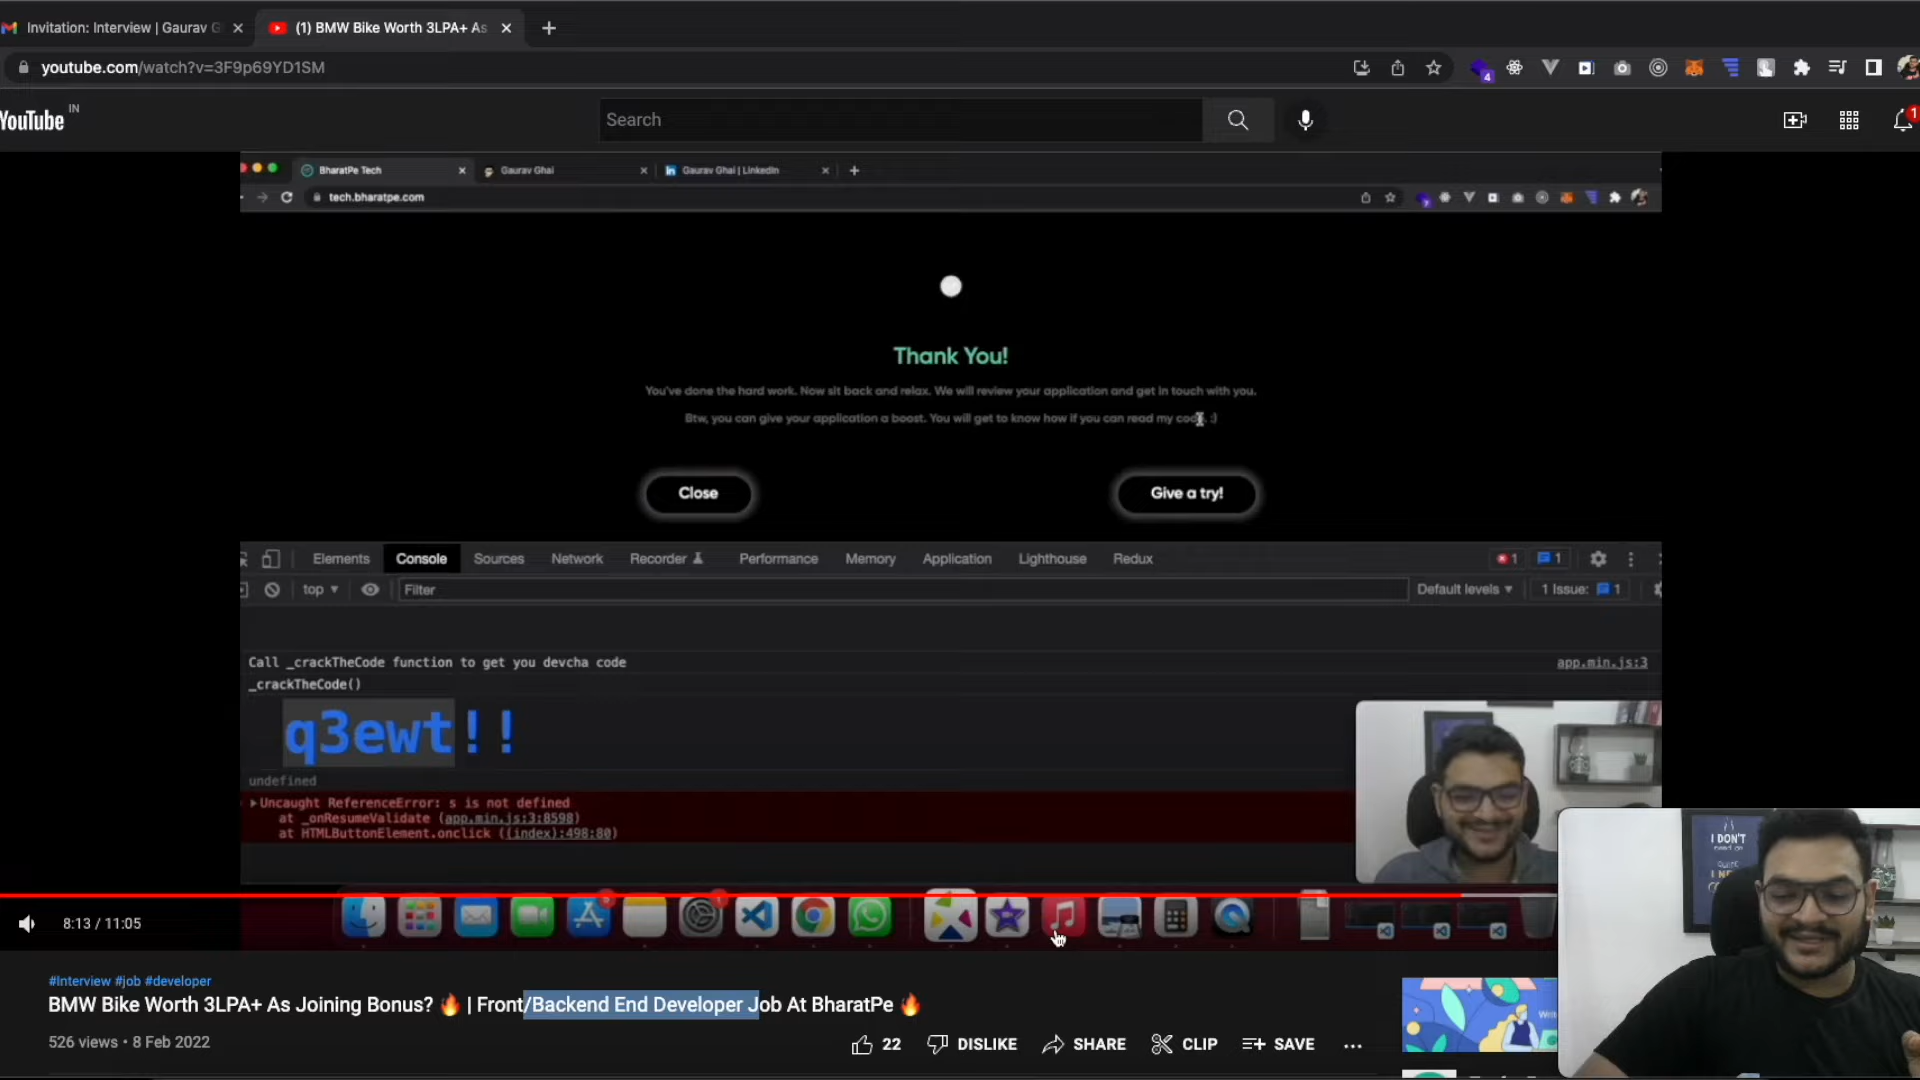 Invitation: Interview | Gaurav G
(1) BMW Bike Worth 3LPA+ As
youtube.com/watch?v=3F9p69YD1SM
4
YouTube IN
Search
1
BharatPe Tech
Gaurav Ghai
Gaurav Ghai | LinkedIn
tech.bharatpe.com
Thank You!
You've done the hard work. Now sit back and relax. We will review your application and get in touch with you.
Btw, you can give your application a boost. You will get to know how if you can read my code. :)
Close
Give a try!
Elements Console Sources Network Recorder Performance Memory Application Lighthouse Redux
1 1
top Filter Default levels 1 Issue: 1
Call _crackTheCode function to get you devcha code app.min.js:3
_crackTheCode()
q3ewt!!
undefined
Uncaught ReferenceError: s is not defined
at _onResumeValidate (app.min.js:3:8598)
at HTMLButtonElement.onclick ((index):498:80)
I DON'T
8:13 / 11:05
#Interview #job #developer
BMW Bike Worth 3LPA+ As Joining Bonus? 🔥 | Front/Backend End Developer Job At BharatPe 🔥
526 views • 8 Feb 2022
22 DISLIKE SHARE CLIP SAVE ...